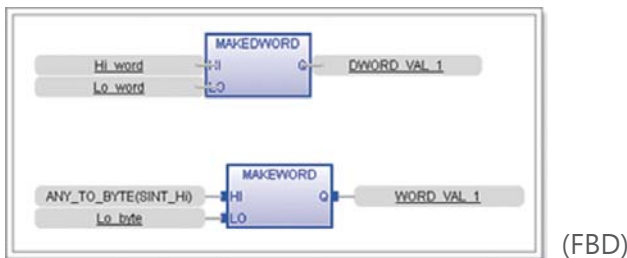 MAKEDWORD
Hi_word HI Q DWORD_VAL_1
Lo_word LO
MAKEWORD
ANY_TO_BYTE(SINT_Hi) HI Q WORD_VAL_1
Lo_byte LO
(FBD)